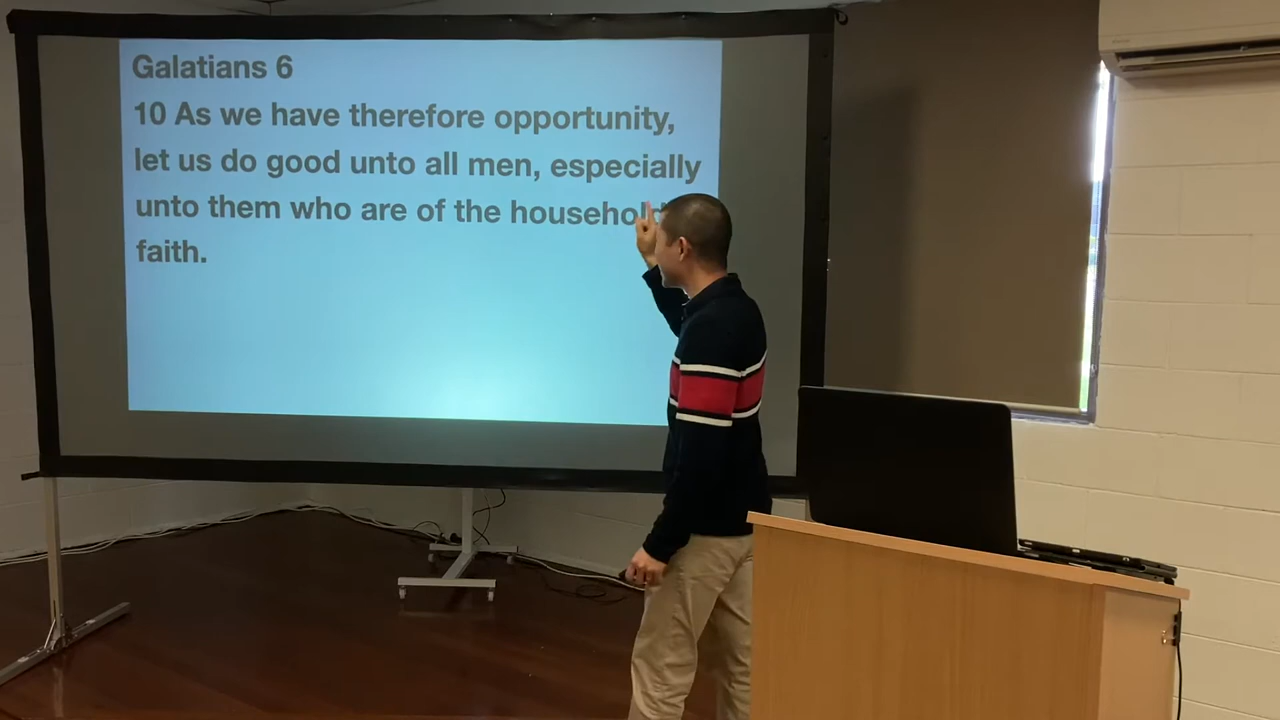 Galatians 6
10 As we have therefore opportunity,
let us do good unto all men, especially
unto them who are of the
faith.